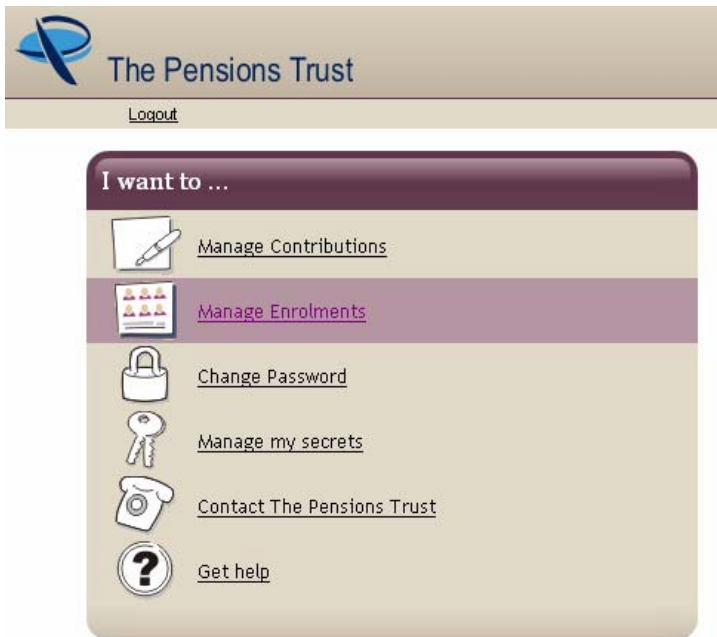 The Pensions Trust
Logout
I want to ...
Manage Contributions
Manage Enrolments
Change Password
Manage my secrets
Contact The Pensions Trust
? Get help